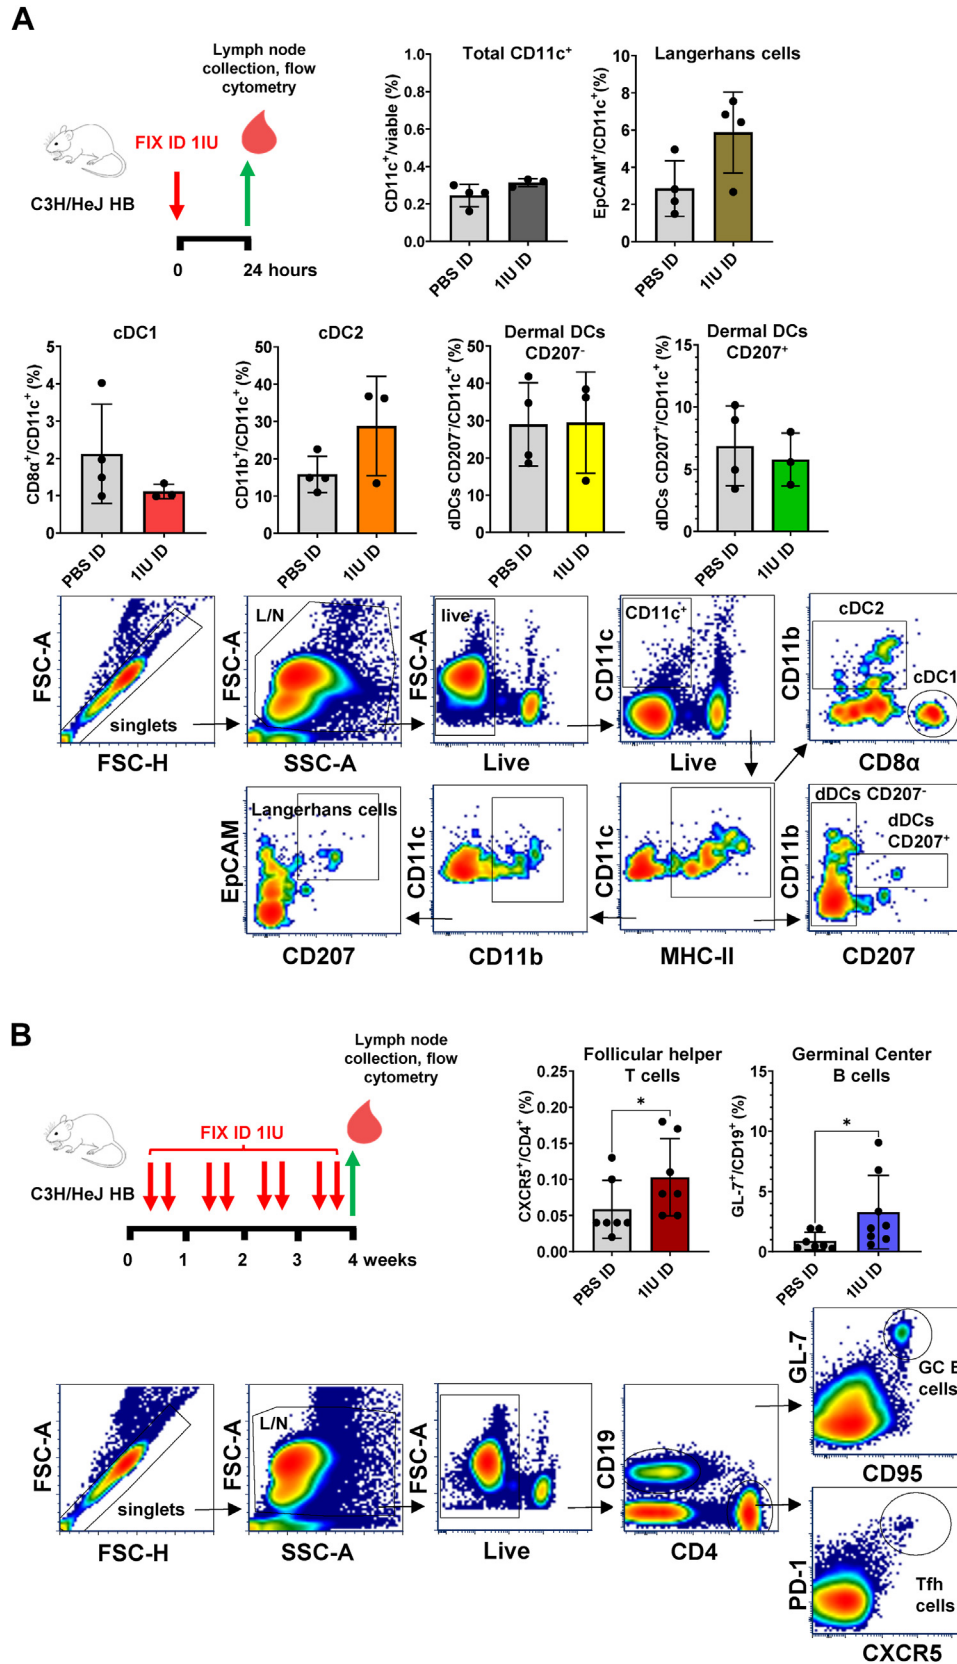 A
Lymph node
collection, flow
cytometry
FIX ID 1IU
C3H/HeJ HB
0
24 hours
Total CD11c⁺
CD11c⁺/viable (%)
1.0
0.8
0.6
0.4
0.2
0.0
PBS ID
1IU ID
Langerhans cells
EpCAM⁺/CD11c⁺(%)
10
8
6
4
2
0
PBS ID
1IU ID
cDC1
CD8α⁺/CD11c⁺ (%)
5
4
3
2
1
0
PBS ID
1IU ID
cDC2
CD11b⁺/CD11c⁺ (%)
50
40
30
20
10
0
PBS ID
1IU ID
Dermal DCs
CD207⁻
dDCs CD207⁻/CD11c⁺ (%)
50
40
30
20
10
0
PBS ID
1IU ID
Dermal DCs
CD207⁺
dDCs CD207⁺/CD11c⁺ (%)
15
10
5
0
PBS ID
1IU ID
FSC-A
singlets
FSC-H
FSC-A
L/N
SSC-A
FSC-A
live
Live
CD11c
CD11c⁺
Live
CD11b
cDC2
cDC1
CD8α
EpCAM
Langerhans cells
CD207
CD11c
CD11b
CD11c
MHC-II
CD11b
dDCs CD207⁻
dDCs
CD207⁺
CD207
B
Lymph node
collection, flow
cytometry
FIX ID 1IU
C3H/HeJ HB
0
1
2
3
4 weeks
Follicular helper
T cells
CXCR5⁺/CD4⁺ (%)
0.25
0.20
0.15
0.10
0.05
0.00
*
PBS ID
1IU ID
Germinal Center
B cells
GL-7⁺/CD19⁺ (%)
15
10
5
0
*
PBS ID
1IU ID
FSC-A
singlets
FSC-H
FSC-A
L/N
SSC-A
FSC-A
Live
CD19
CD4
GL-7
GC B
cells
CD95
PD-1
Tfh
cells
CXCR5